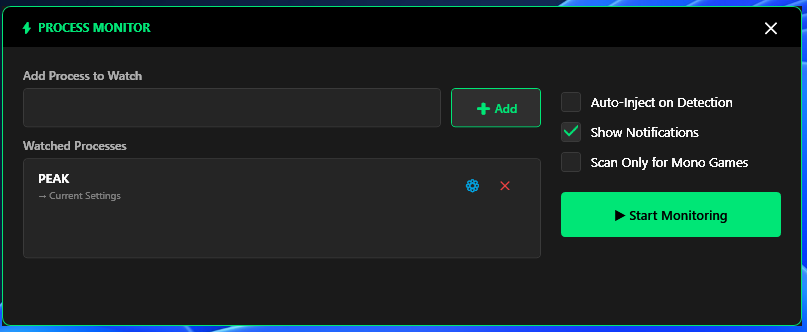 PROCESS MONITOR
Add Process to Watch
+ Add
Watched Processes
PEAK
→ Current Settings
Auto-Inject on Detection
Show Notifications
Scan Only for Mono Games
▶ Start Monitoring